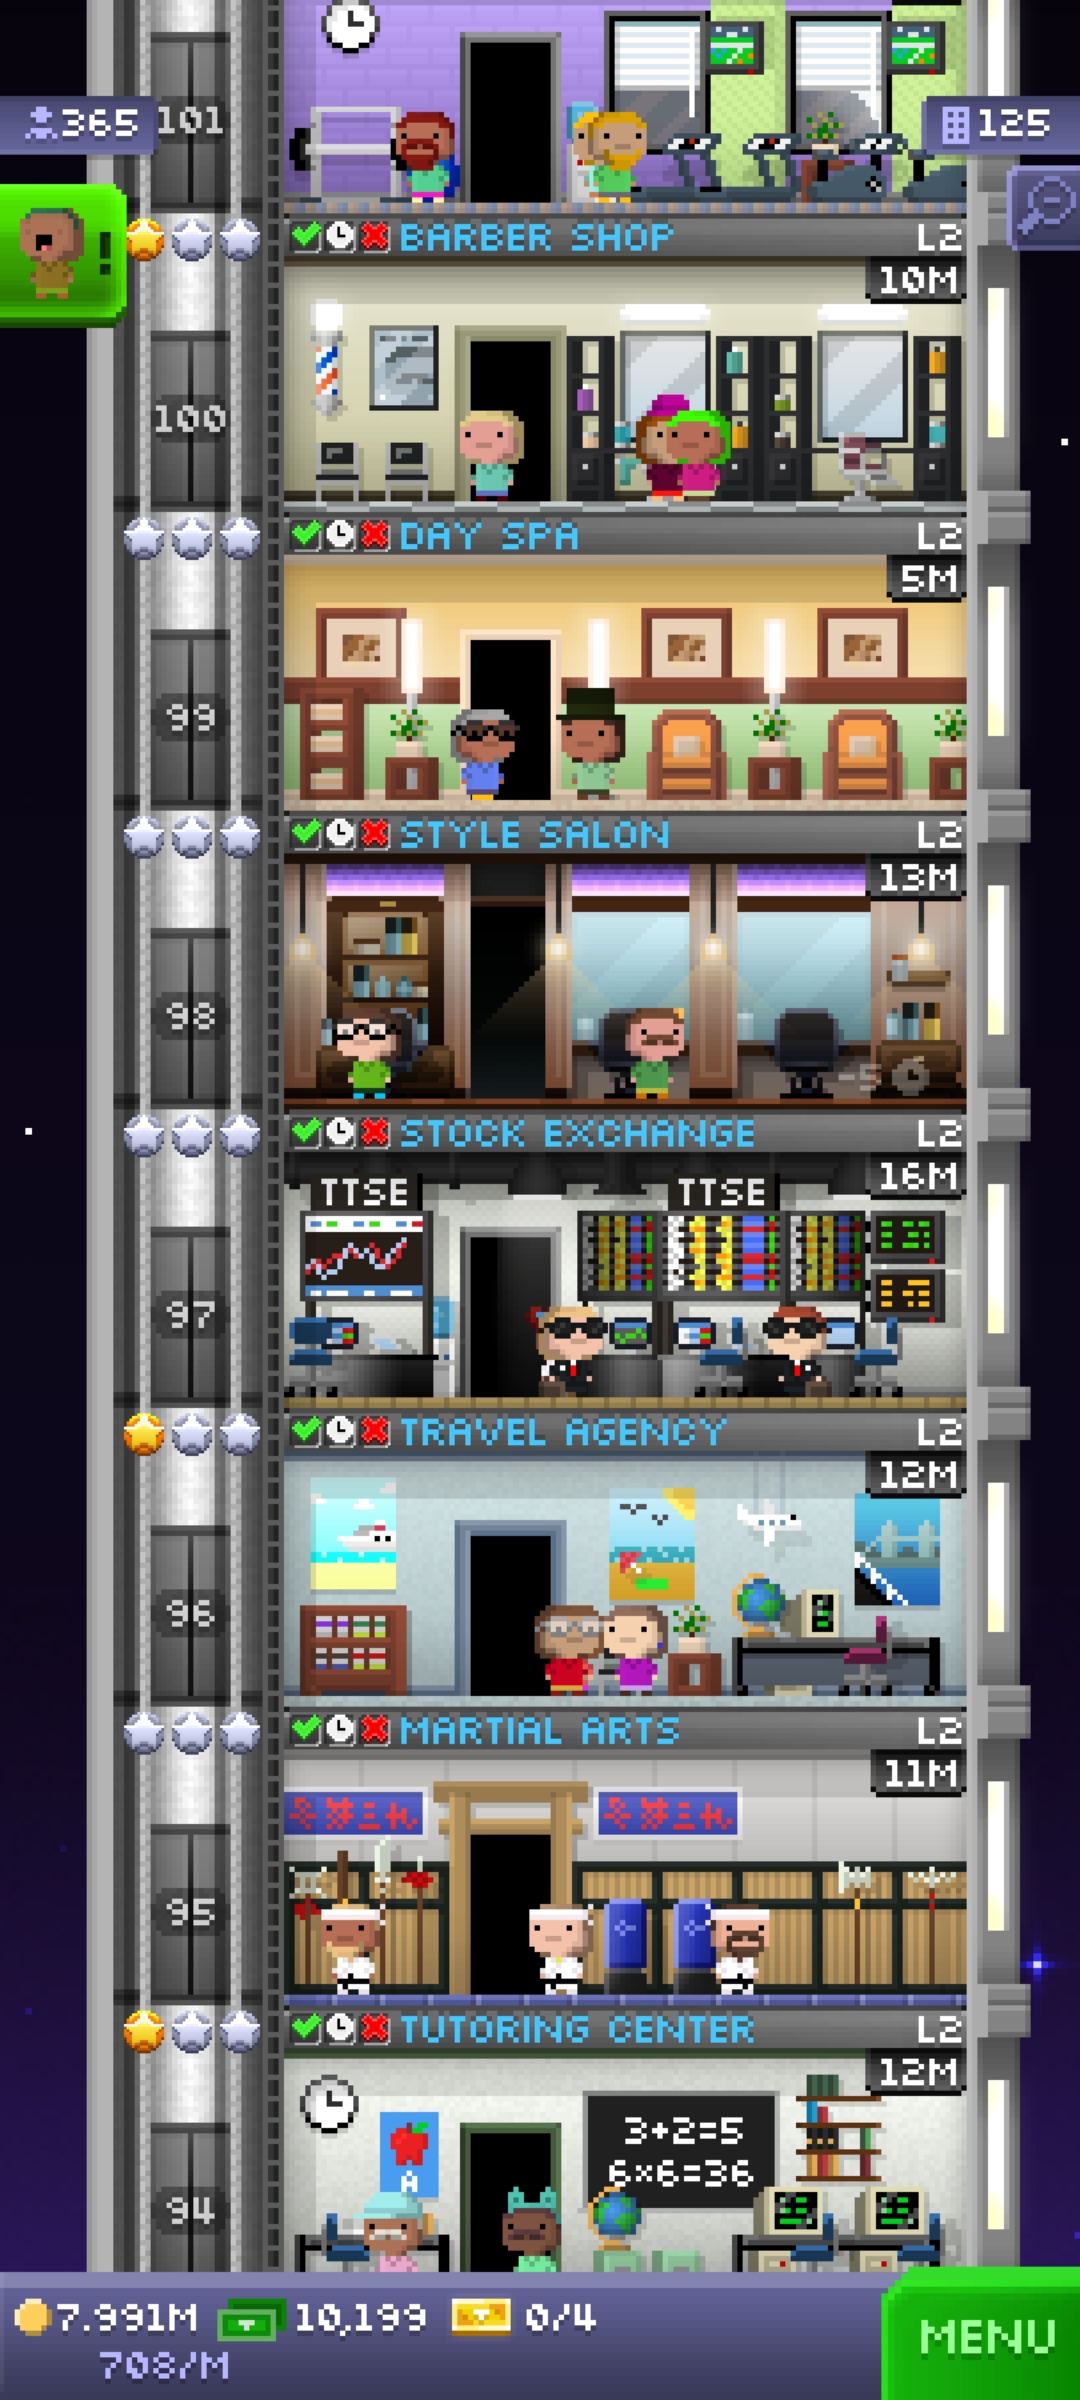 101
365
125
!
BARBER SHOP L2
10M
100
DAY SPA L2
5M
99
STYLE SALON L2
13M
98
-5
STOCK EXCHANGE L2
16M
TTSE TTSE
97
TRAVEL AGENCY L2
12M
96
MARTIAL ARTS L2
11M
95
TUTORING CENTER L2
12M
3+2=5
6×6=36
A
94
7.991M 10,199 0/4
708/M
MENU